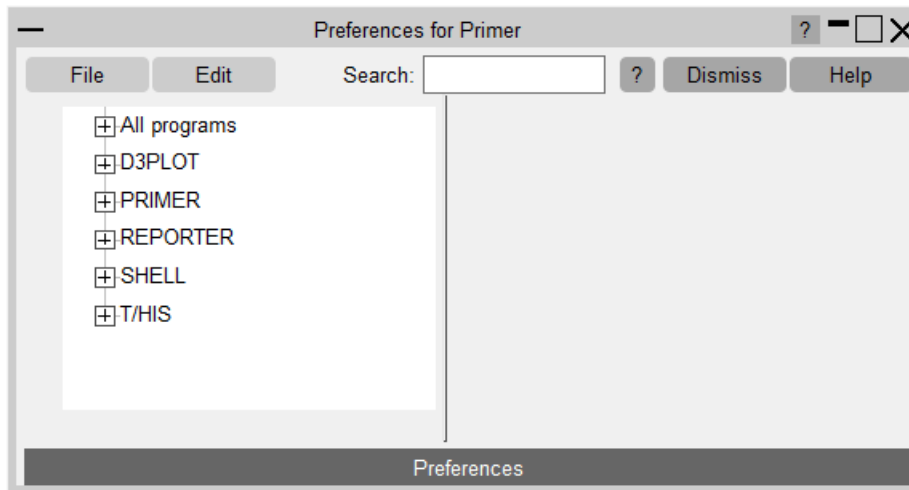 Preferences for Primer ?
File Edit Search: ? Dismiss Help
All programs
D3PLOT
PRIMER
REPORTER
SHELL
T/HIS
Preferences